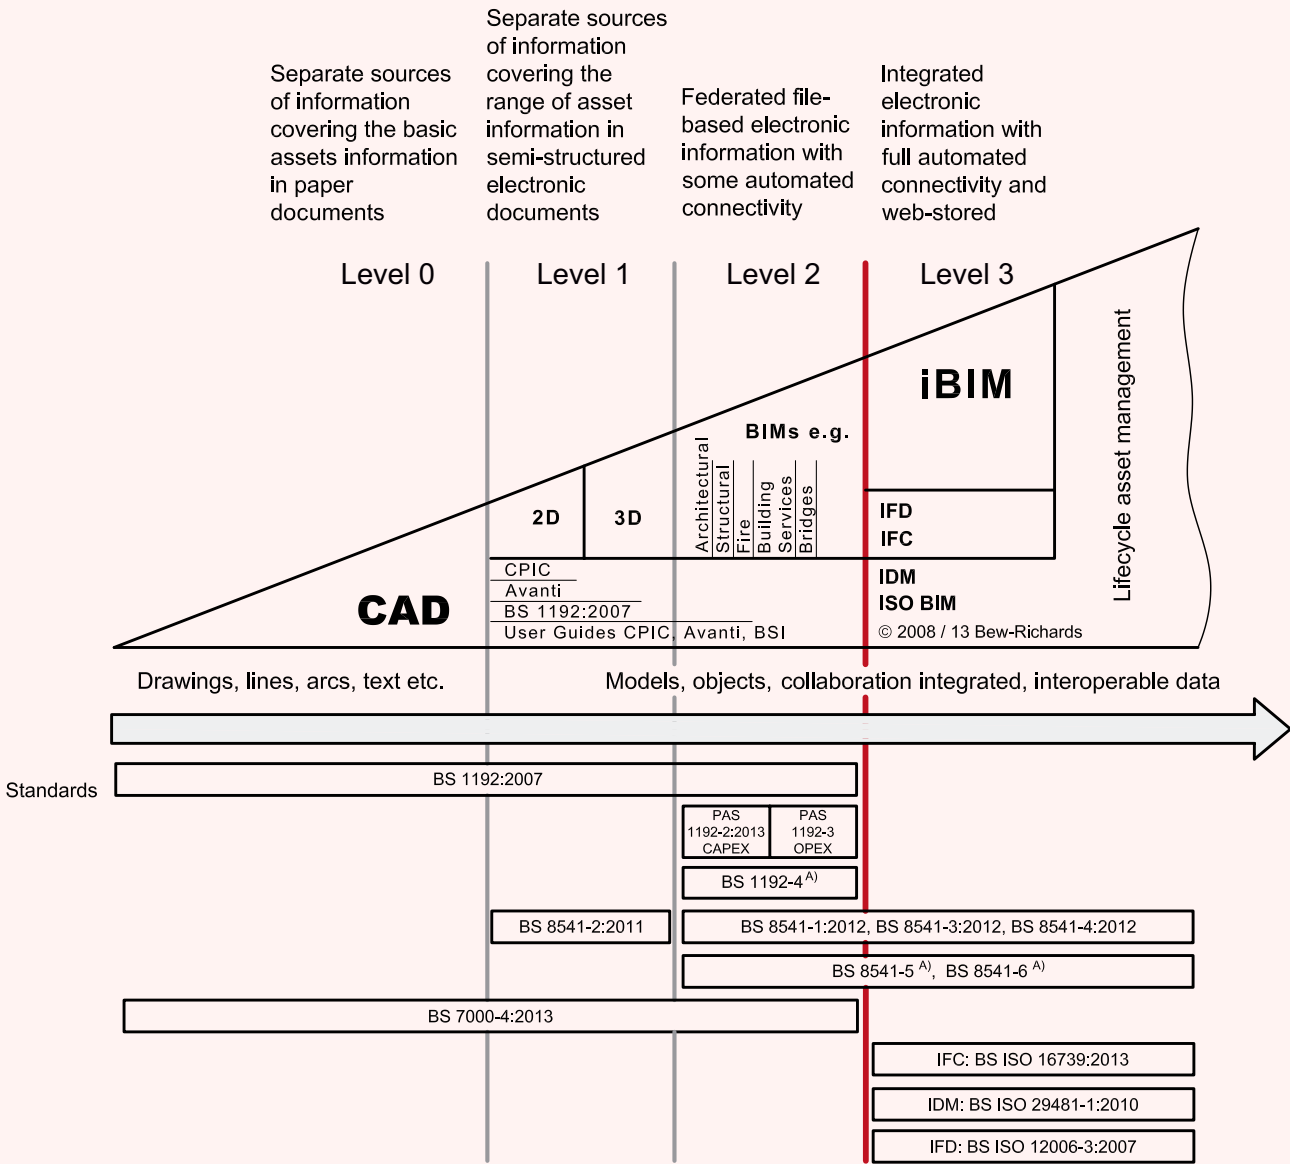 Separate sources
of information
covering the basic
assets information
in paper
documents
Separate sources
of information
covering the
range of asset
information in
semi-structured
electronic
documents
Federated file-
based electronic
information with
some automated
connectivity
Integrated
electronic
information with
full automated
connectivity and
web-stored
Level 0
Level 1
Level 2
Level 3
iBIM
BIMs e.g.
Architectural
Structural
Fire
Building
Services
Bridges
2D
3D
IFD
IFC
Lifecycle asset management
CAD
CPIC
Avanti
BS 1192:2007
User Guides CPIC, Avanti, BSI
IDM
ISO BIM
© 2008 / 13 Bew-Richards
Drawings, lines, arcs, text etc.
Models, objects, collaboration integrated, interoperable data
Standards
BS 1192:2007
PAS
1192-2:2013
CAPEX
PAS
1192-3
OPEX
BS 1192-4 A)
BS 8541-2:2011
BS 8541-1:2012, BS 8541-3:2012, BS 8541-4:2012
BS 8541-5 A), BS 8541-6 A)
BS 7000-4:2013
IFC: BS ISO 16739:2013
IDM: BS ISO 29481-1:2010
IFD: BS ISO 12006-3:2007